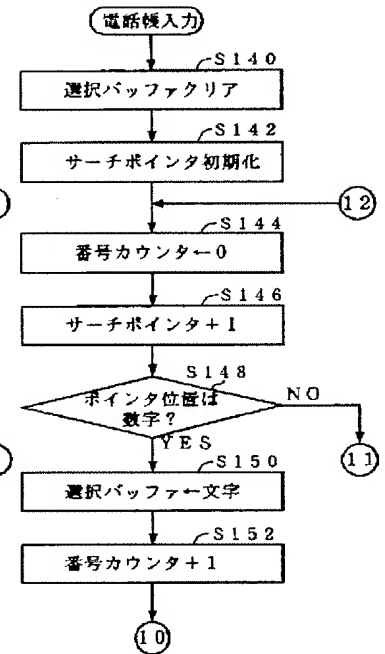 電話帳入力
S140
選択バッファクリア
S142
サーチポインタ初期化
12
S144
番号カウンタ←0
S146
サーチポインタ+1
S148
ポインタ位置は
数字?
NO
YES
11
S150
選択バッファ←文字
S152
番号カウンタ+1
10